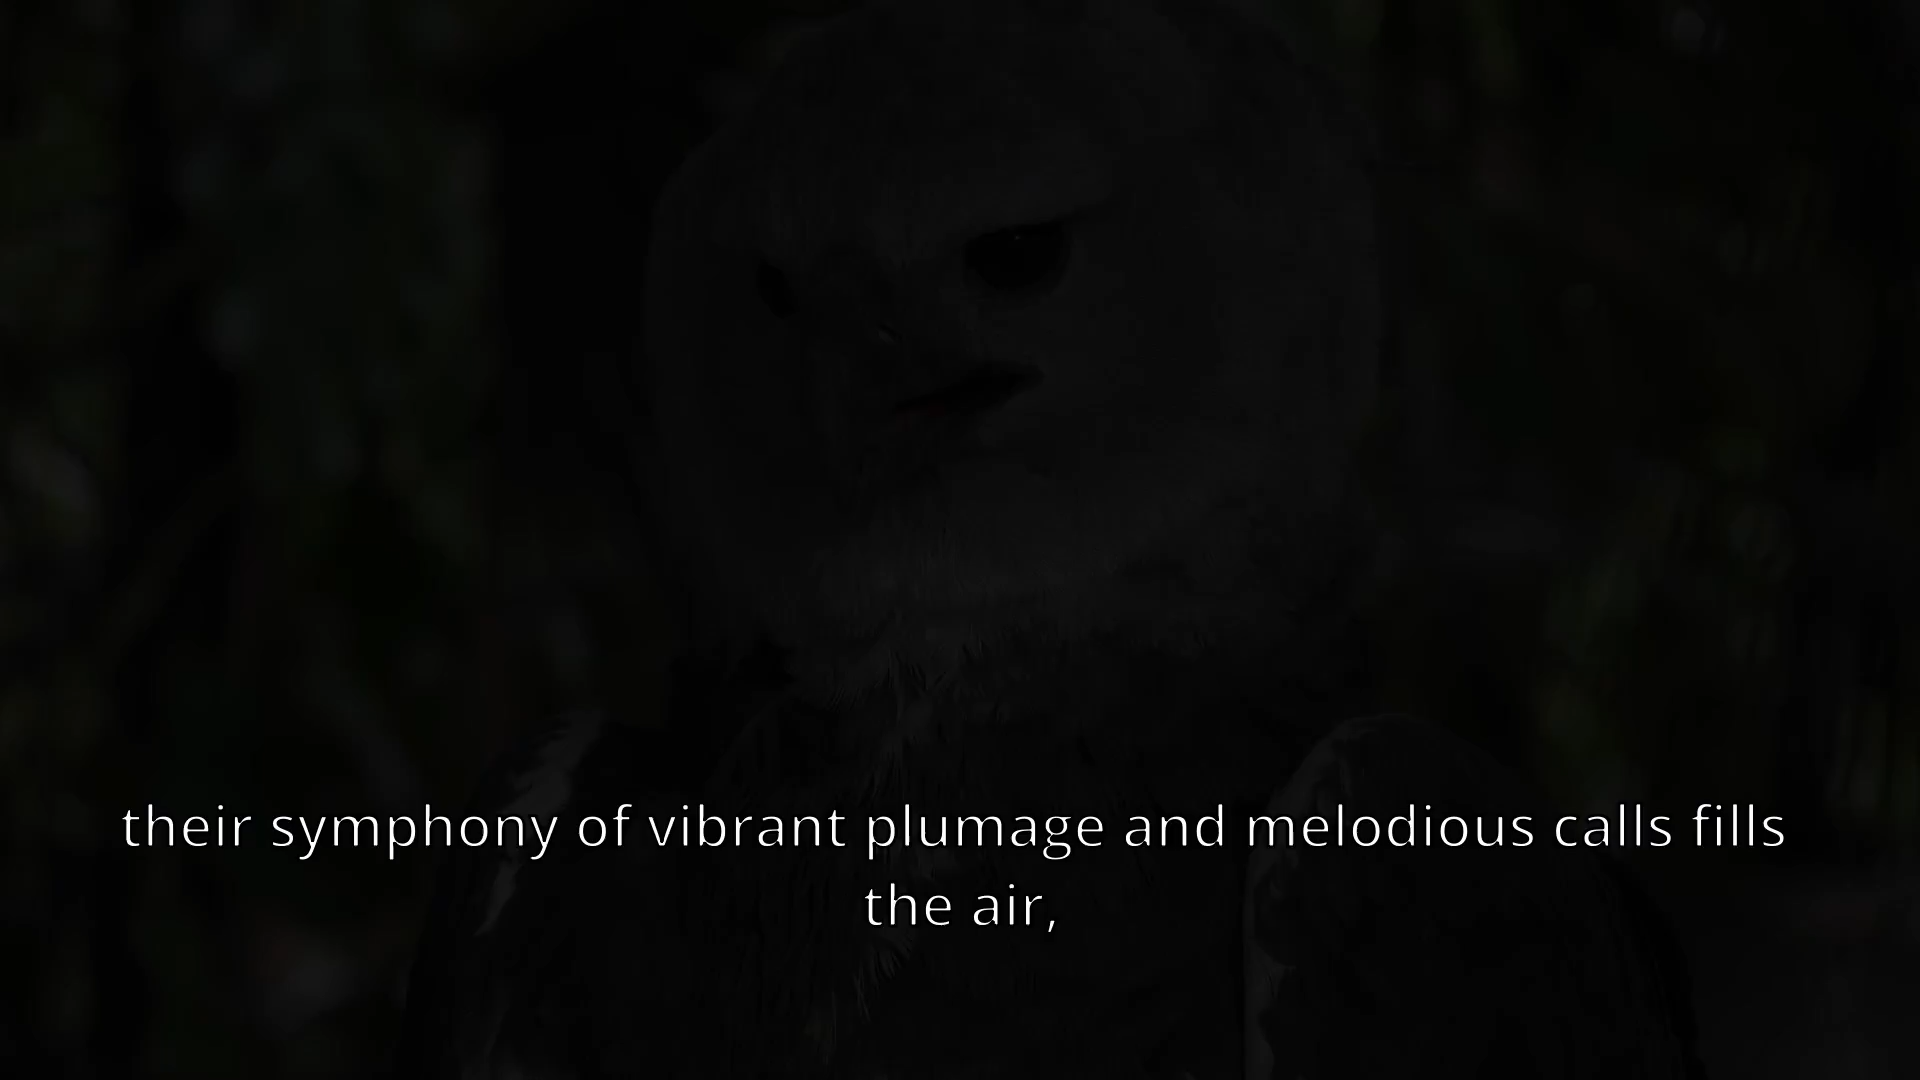 their symphony of vibrant plumage and melodious calls fills
the air,